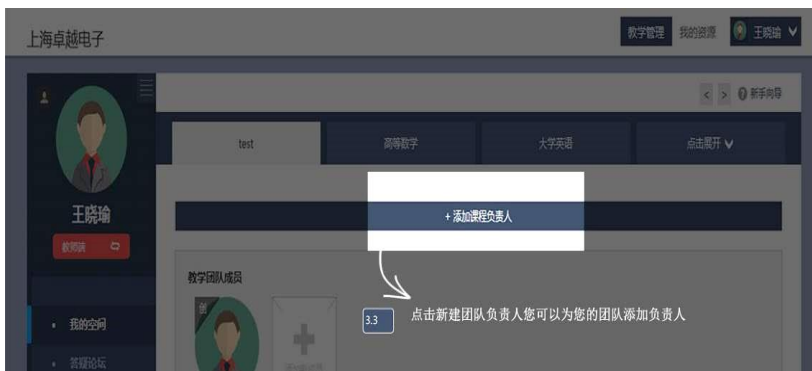 上海卓越电子
教学管理 我的资源 王晓瑜
< > 新手向导
test 高等数学 大学英语 点击展开
王晓瑜
+ 添加课程负责人
教师端
教学团队成员
创
3.3 点击新建团队负责人您可以为您的团队添加负责人
我的空间
答疑论坛